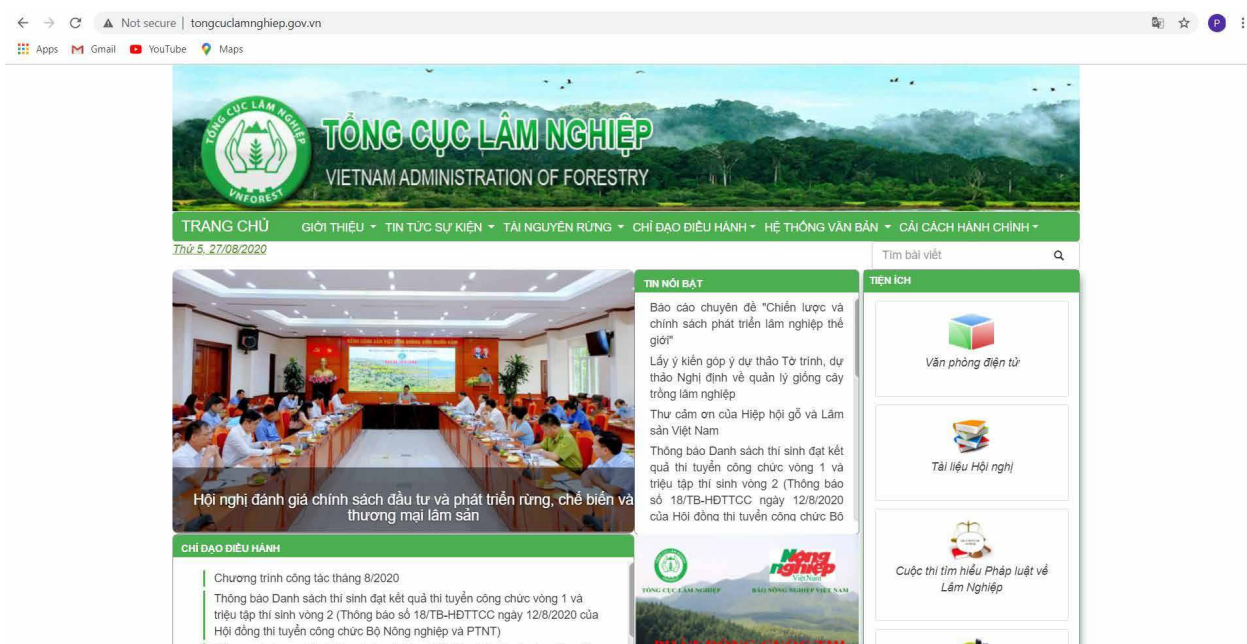 Not secure | tongcuclamnghiep.gov.vn
P
Apps Gmail YouTube Maps
TỔNG CỤC LÂM NGHIỆP
VNFOREST
TỔNG CỤC LÂM NGHIỆP
VIETNAM ADMINISTRATION OF FORESTRY
TRANG CHỦ GIỚI THIỆU TIN TỨC SỰ KIỆN TÀI NGUYÊN RỪNG CHỈ ĐẠO ĐIỀU HÀNH HỆ THỐNG VĂN BẢN CẢI CÁCH HÀNH CHÍNH
Thứ 5, 27/08/2020
Tìm bài viết
Hội nghị đánh giá chính sách đầu tư và phát triển rừng, chế biến và
thương mại lâm sản
TIN NỔI BẬT
Báo cáo chuyên đề "Chiến lược và
chính sách phát triển lâm nghiệp thế
giới"
Lấy ý kiến góp ý dự thảo Tờ trình, dự
thảo Nghị định về quản lý giống cây
trồng lâm nghiệp
Thư cảm ơn của Hiệp hội gỗ và Lâm
sản Việt Nam
Thông báo Danh sách thí sinh đạt kết
quả thi tuyển công chức vòng 1 và
triệu tập thí sinh vòng 2 (Thông báo
số 18/TB-HĐTTCC ngày 12/8/2020
của Hội đồng thi tuyển công chức Bộ
TIỆN ÍCH
Văn phòng điện tử
Tài liệu Hội nghị
Cuộc thi tìm hiểu Pháp luật về
Lâm Nghiệp
CHỈ ĐẠO ĐIỀU HÀNH
Chương trình công tác tháng 8/2020
Thông báo Danh sách thí sinh đạt kết quả thi tuyển công chức vòng 1 và
triệu tập thí sinh vòng 2 (Thông báo số 18/TB-HĐTTCC ngày 12/8/2020 của
Hội đồng thi tuyển công chức Bộ Nông nghiệp và PTNT)
Nông
nghiệp
Việt Nam
TỔNG CỤC LÂM NGHIỆP BÁO NÔNG NGHIỆP VIỆT NAM